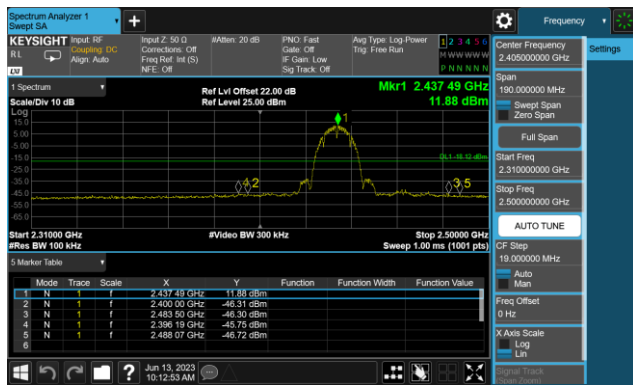 Spectrum Analyzer 1
Swept SA
Frequency
KEYSIGHT
RL
LXI
Input: RF
Coupling: DC
Align: Auto
Input Z: 50 Ω
Corrections: Off
Freq Ref: Int (S)
NFE: Off
#Atten: 20 dB
PNO: Fast
Gate: Off
IF Gain: Low
Sig Track: Off
Avg Type: Log-Power
Trig: Free Run
1 2 3 4 5 6
M W W W W W
P N N N N N
1 Spectrum
Scale/Div 10 dB
Ref Lvl Offset 22.00 dB
Ref Level 25.00 dBm
Mkr1 2.437 49 GHz
11.88 dBm
Log
15.0
5.00
-5.00
-15.0
-25.0
-35.0
-45.0
-55.0
-65.0
1
DL1 -18.12 dBm
4 2
3 5
Start 2.31000 GHz
#Res BW 100 kHz
#Video BW 300 kHz
Stop 2.50000 GHz
Sweep 1.00 ms (1001 pts)
5 Marker Table
Mode Trace Scale X Y Function Function Width Function Value
1 N 1 f 2.437 49 GHz 11.88 dBm
2 N 1 f 2.400 00 GHz -46.31 dBm
3 N 1 f 2.483 50 GHz -46.30 dBm
4 N 1 f 2.396 19 GHz -45.75 dBm
5 N 1 f 2.488 07 GHz -46.72 dBm
6
Jun 13, 2023
10:12:53 AM
Center Frequency
2.405000000 GHz
Settings
Span
190.000000 MHz
Swept Span
Zero Span
Full Span
Start Freq
2.310000000 GHz
Stop Freq
2.500000000 GHz
AUTO TUNE
CF Step
19.000000 MHz
Auto
Man
Freq Offset
0 Hz
X Axis Scale
Log
Lin
Signal Track
(Span Zoom)